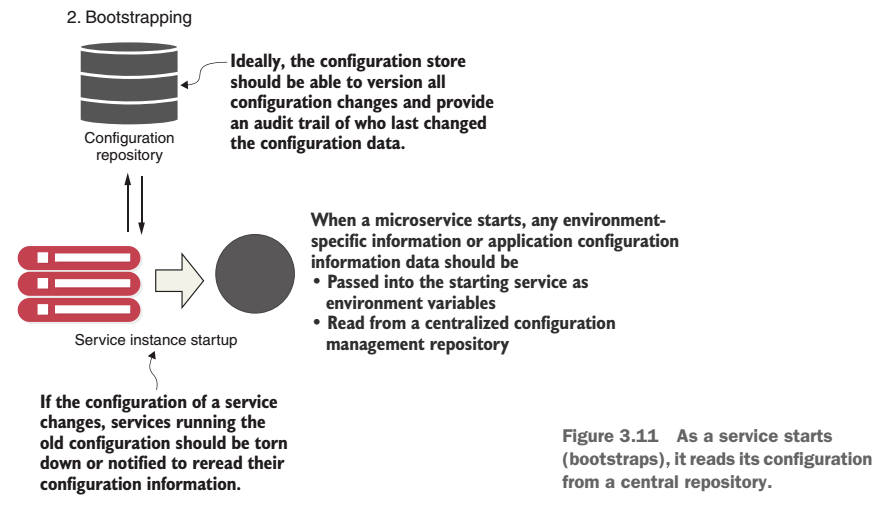 2. Bootstrapping
Ideally, the configuration store
should be able to version all
configuration changes and provide
an audit trail of who last changed
the configuration data.
Configuration
repository
When a microservice starts, any environment-
specific information or application configuration
information data should be
• Passed into the starting service as
environment variables
• Read from a centralized configuration
management repository
Service instance startup
If the configuration of a service
changes, services running the
old configuration should be torn
down or notified to reread their
configuration information.
Figure 3.11 As a service starts
(bootstraps), it reads its configuration
from a central repository.